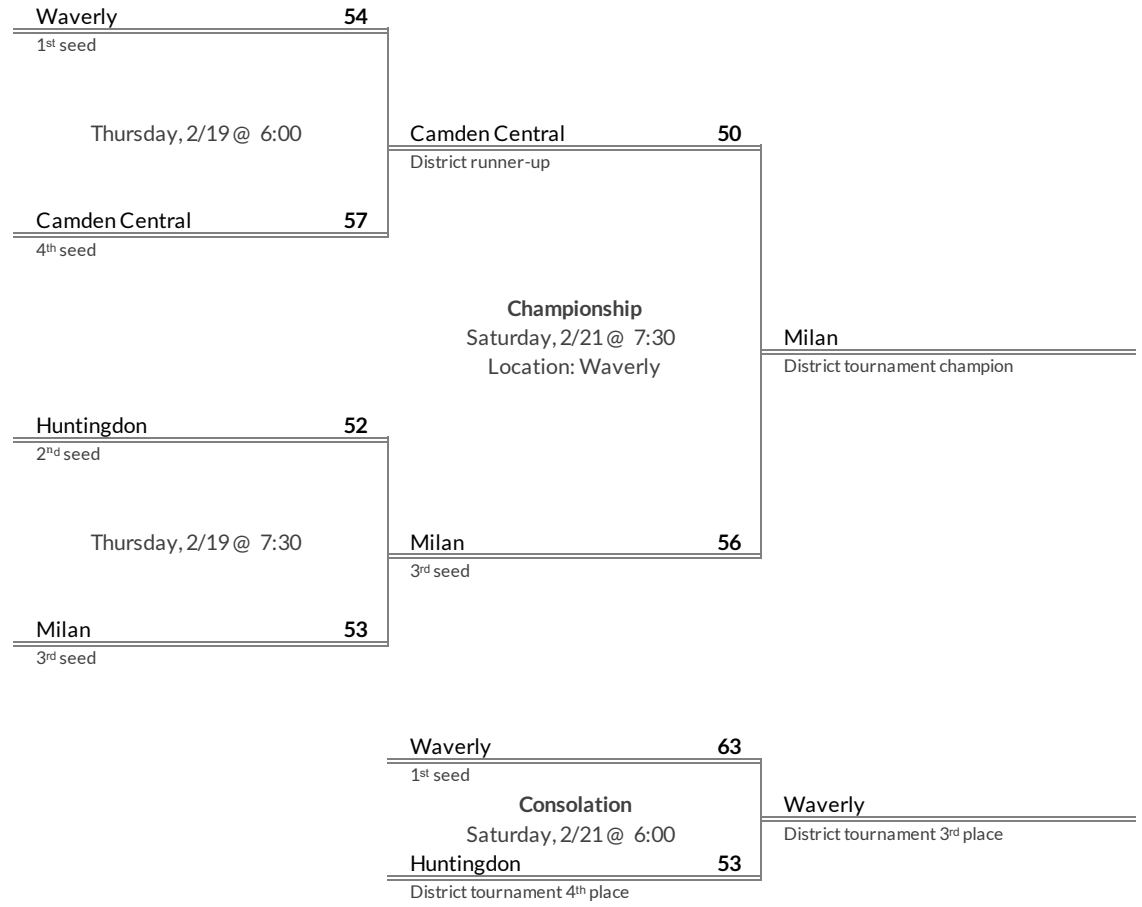 Waverly 54
1st seed
Thursday, 2/19 @ 6:00
Camden Central 50
District runner-up
Camden Central 57
4th seed
Championship
Saturday, 2/21 @ 7:30
Location: Waverly
Milan
District tournament champion
Huntingdon 52
2nd seed
Thursday, 2/19 @ 7:30
Milan 56
3rd seed
Milan 53
3rd seed
Waverly 63
1st seed
Consolation
Saturday, 2/21 @ 6:00
Waverly
District tournament 3rd place
Huntingdon 53
District tournament 4th place